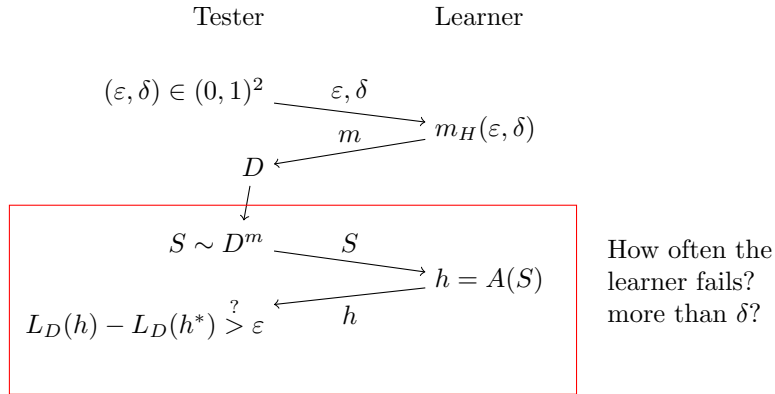 Tester Learner
(ε, δ) ∈ (0, 1)² ε, δ
m_H(ε, δ)
m
D
S ∼ D^m S
h = A(S)
L_D(h) − L_D(h*) >^? ε h
How often the
learner fails?
more than δ?